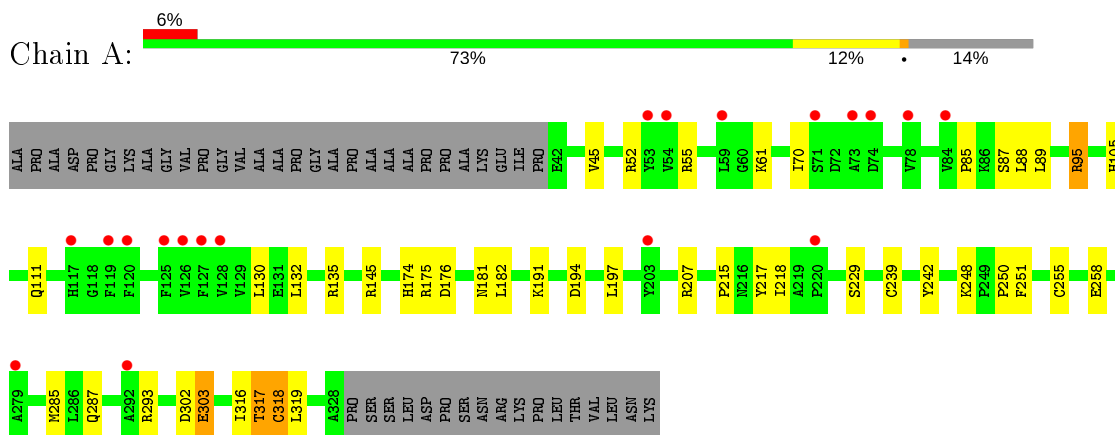 6%
Chain A:
73% 12% • 14%
ALA PRO ALA ASP PRO GLY LYS ALA GLY VAL PRO GLY VAL ALA ALA PRO GLY ALA PRO ALA ALA ALA PRO PRO ALA LYS GLU ILE PRO E42 V45 R52 Y53 V54 R55 L59 G60 K61 I70 S71 D72 A73 D74 V78 V84 P85 K86 S87 L88 L89 R95 H105
Q111 H117 G118 F119 F120 F125 V126 F127 V128 V129 L130 E131 L132 R135 R145 H174 R175 D176 N181 L182 K191 D194 L197 Y203 R207 P215 N216 Y217 I218 A219 P220 S229 C239 Y242 K248 P249 P250 F251 C255 E258
A279 M285 L286 Q287 A292 R293 D302 E303 I316 T317 C318 L319 A328 PRO SER SER LEU ASP PRO SER ASN ARG LYS PRO LEU THR VAL LEU ASN LYS